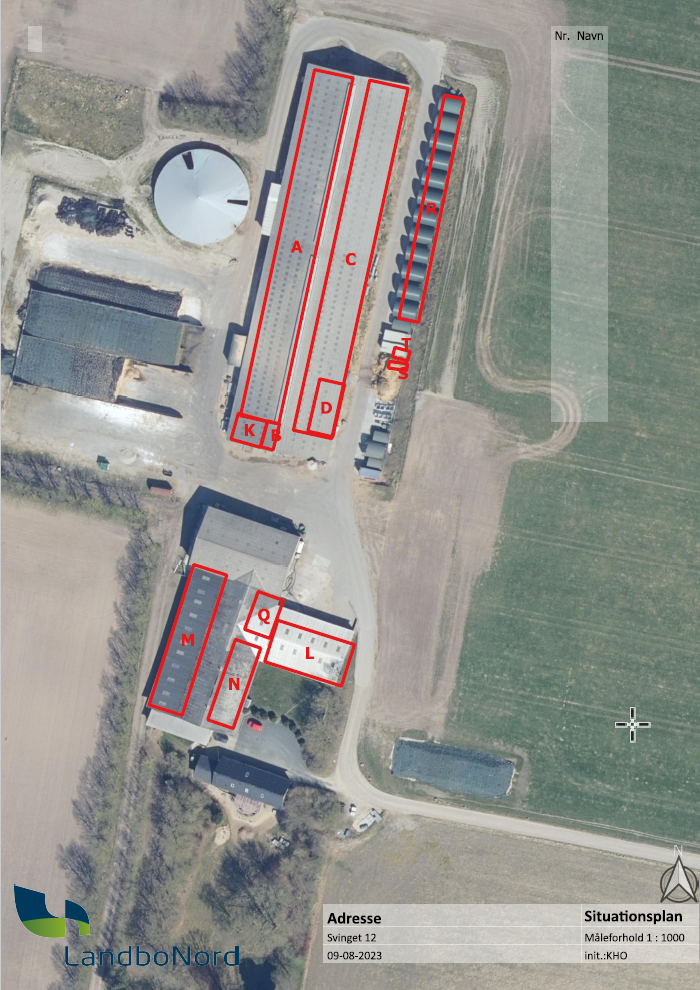 Nr. Navn
R
A
C
T
S
D
K
B
Q
M
L
N
N
Adresse
Situationsplan
Svinget 12
Måleforhold 1 : 1000
09-08-2023
init.:KHO
LandboNord